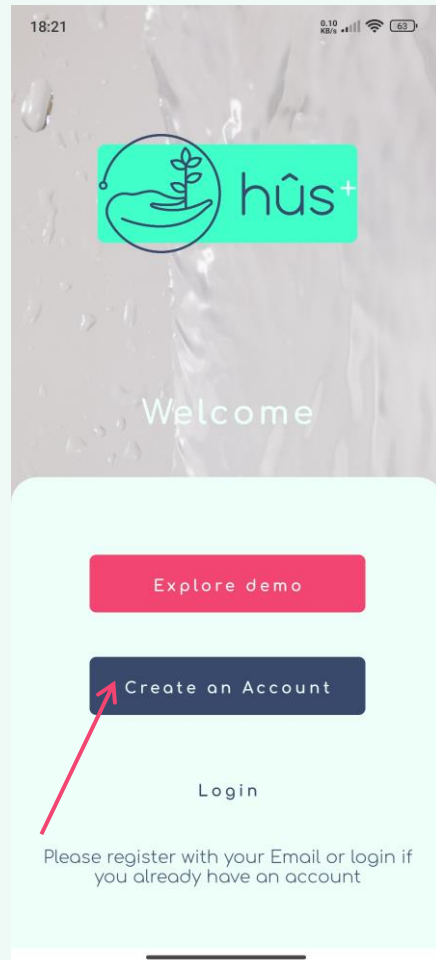 18:21
0.10
KB/s
63
hûs+
Welcome
Explore demo
Create an Account
Login
Please register with your Email or login if
you already have an account